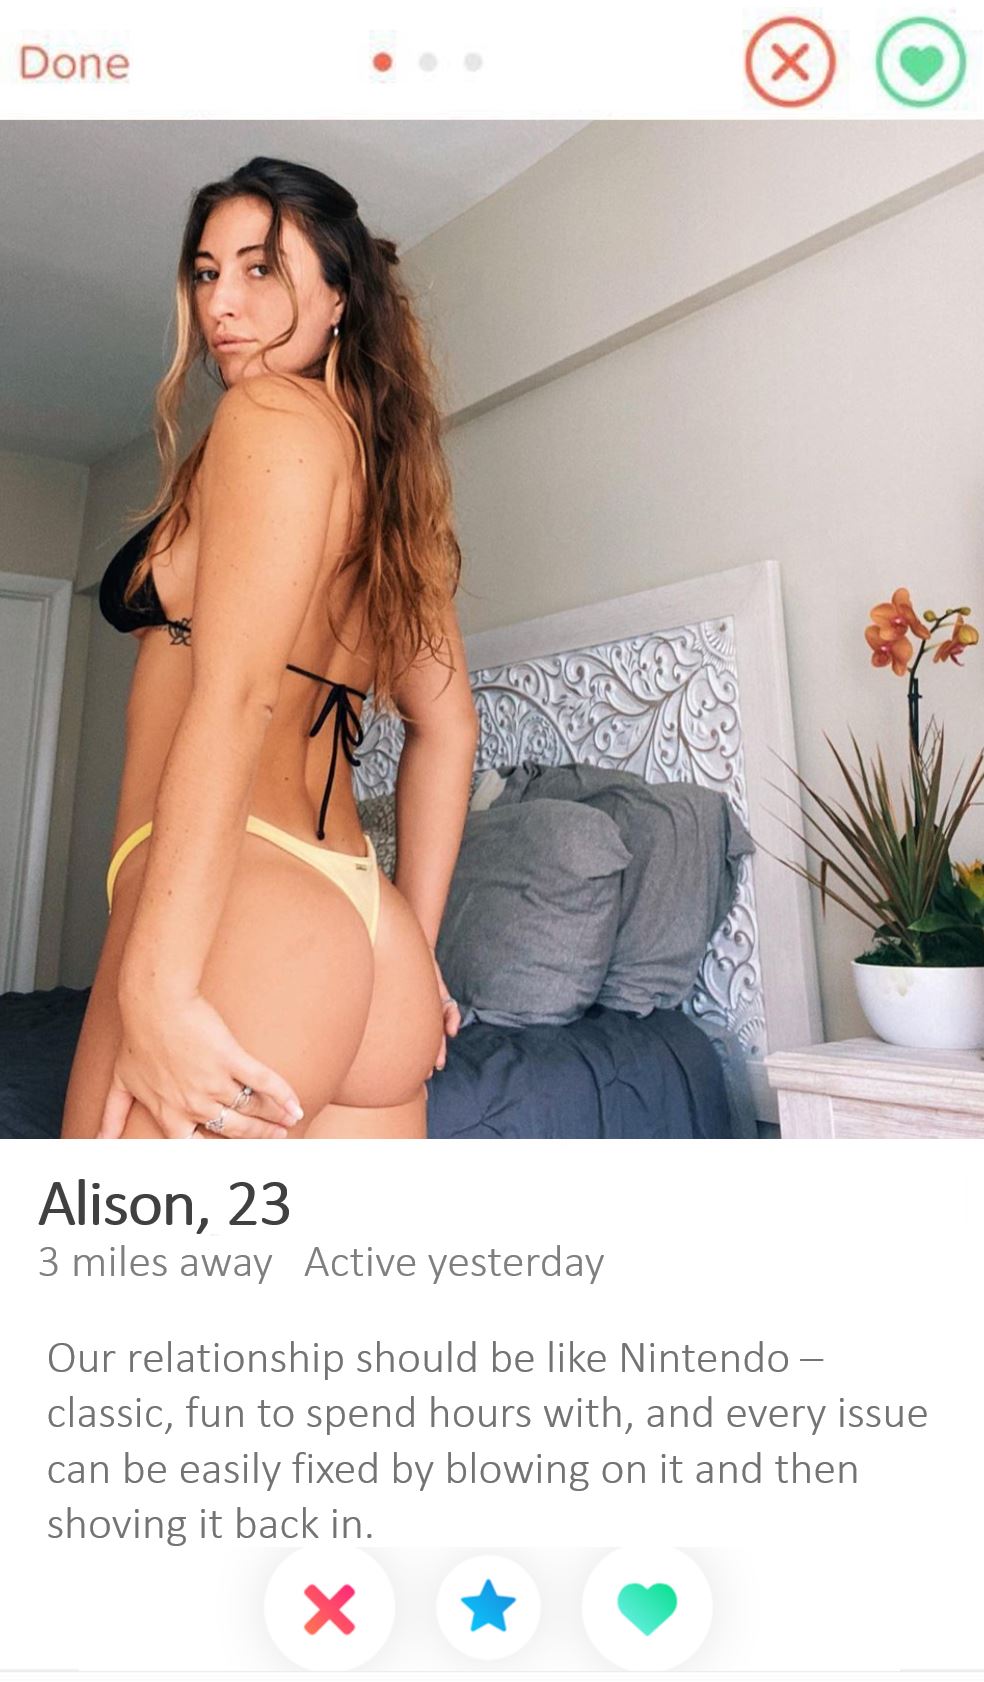 Done
Alison, 23
3 miles away Active yesterday
Our relationship should be like Nintendo –
classic, fun to spend hours with, and every issue
can be easily fixed by blowing on it and then
shoving it back in.